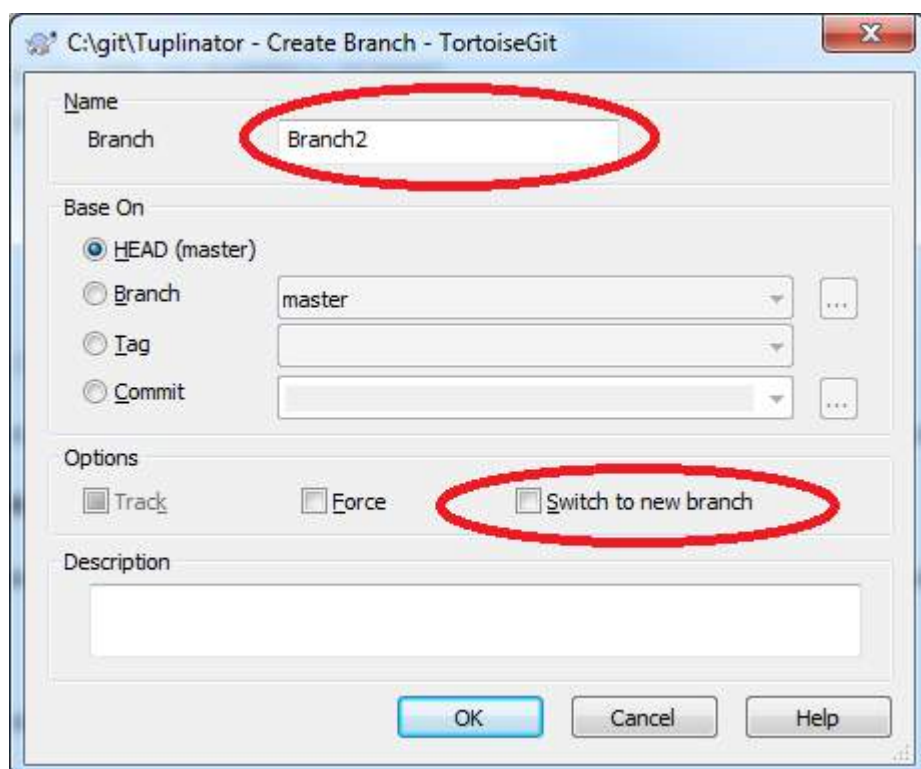 C:\git\Tuplinator - Create Branch - TortoiseGit
Name
Branch Branch2
Base On
HEAD (master)
Branch master ...
Tag
Commit ...
Options
Track Force Switch to new branch
Description
OK Cancel Help